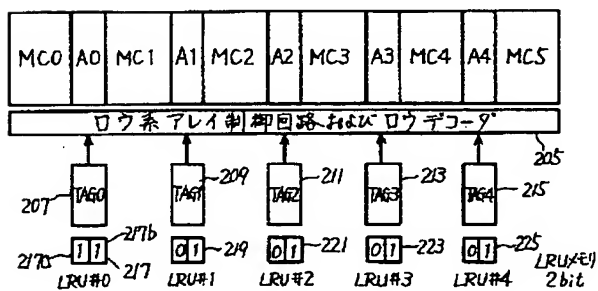 MC0 A0 MC1 A1 MC2 A2 MC3 A3 MC4 A4 MC5
ロウ系アレイ制御回路およびロウデコーダ
205
207 TAG0 TAG1 209 TAG2 211 TAG3 213 TAG4 215
217a 1 1 217b 217 0 1 219 0 1 221 0 1 223 0 1 225
LRU#0 LRU#1 LRU#2 LRU#3 LRU#4 LRUメモリ
2bit